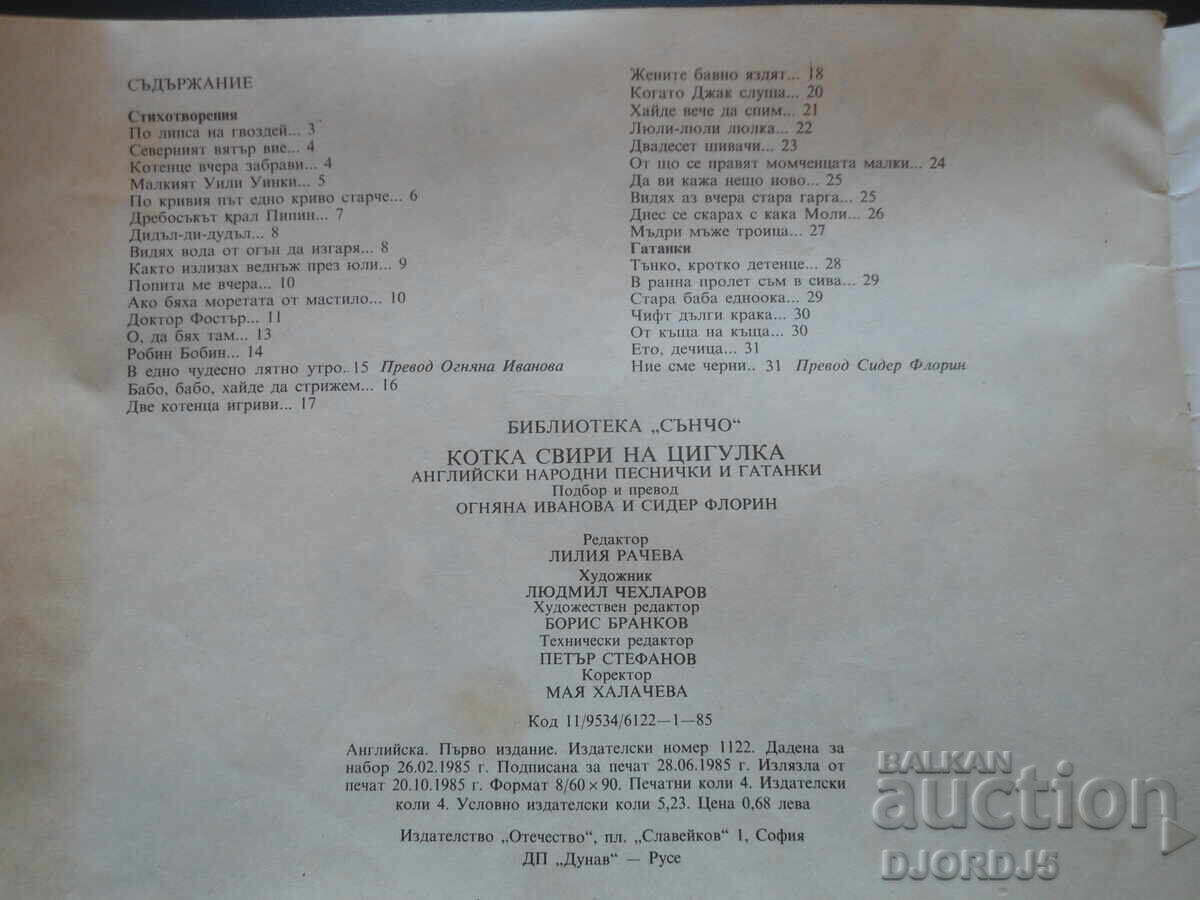 СЪДЪРЖАНИЕ
Стихотворения
По липса на гвоздей... 3
Северният вятър вие... 4
Котенце вчера забрави... 4
Малкият Уили Уинки... 5
По кривия път едно криво старче... 6
Дребосъкът крал Пипин... 7
Дидъл-ди-дудъл... 8
Видях вода от огън да изгаря... 8
Както излизах веднъж през юли... 9
Попита ме вчера... 10
Ако бяха моретата от мастило... 10
Доктор Фостър... 11
О, да бях там... 13
Робин Бобин... 14
В едно чудесно лятно утро.. 15 Превод Огняна Иванова
Бабо, бабо, хайде да стрижем... 16
Две котенца игриви... 17
Жените бавно яздят... 18
Когато Джак слуша... 20
Хайде вече да спим... 21
Люли-люли люлка... 22
Двадесет шивачи... 23
От що се правят момченцата малки... 24
Да ви кажа нещо ново... 25
Видях аз вчера стара гарга... 25
Днес се скарах с кака Моли... 26
Мъдри мъже троица... 27
Гатанки
Тънко, кротко детенце... 28
В ранна пролет съм в сива... 29
Стара баба едноока... 29
Чифт дълги крака... 30
От къща на къща... 30
Ето, дечица... 31
Ние сме черни.. 31 Превод Сидер Флорин
БИБЛИОТЕКА „СЪНЧО“
КОТКА СВИРИ НА ЦИГУЛКА
АНГЛИЙСКИ НАРОДНИ ПЕСНИЧКИ И ГАТАНКИ
Подбор и превод
ОГНЯНА ИВАНОВА И СИДЕР ФЛОРИН
Редактор
ЛИЛИЯ РАЧЕВА
Художник
ЛЮДМИЛ ЧЕХЛАРОВ
Художествен редактор
БОРИС БРАНКОВ
Технически редактор
ПЕТЪР СТЕФАНОВ
Коректор
МАЯ ХАЛАЧЕВА
Код 11/9534/6122—1—85
Английска. Първо издание. Издателски номер 1122. Дадена за
набор 26.02.1985 г. Подписана за печат 28.06.1985 г. Излязла от
печат 20.10.1985 г. Формат 8/60×90. Печатни коли 4. Издателски
коли 4. Условно издателски коли 5,23. Цена 0,68 лева
Издателство „Отечество“, пл. „Славейков“ 1, София
ДП „Дунав“ — Русе
BALKAN
auction
DJORDJ5